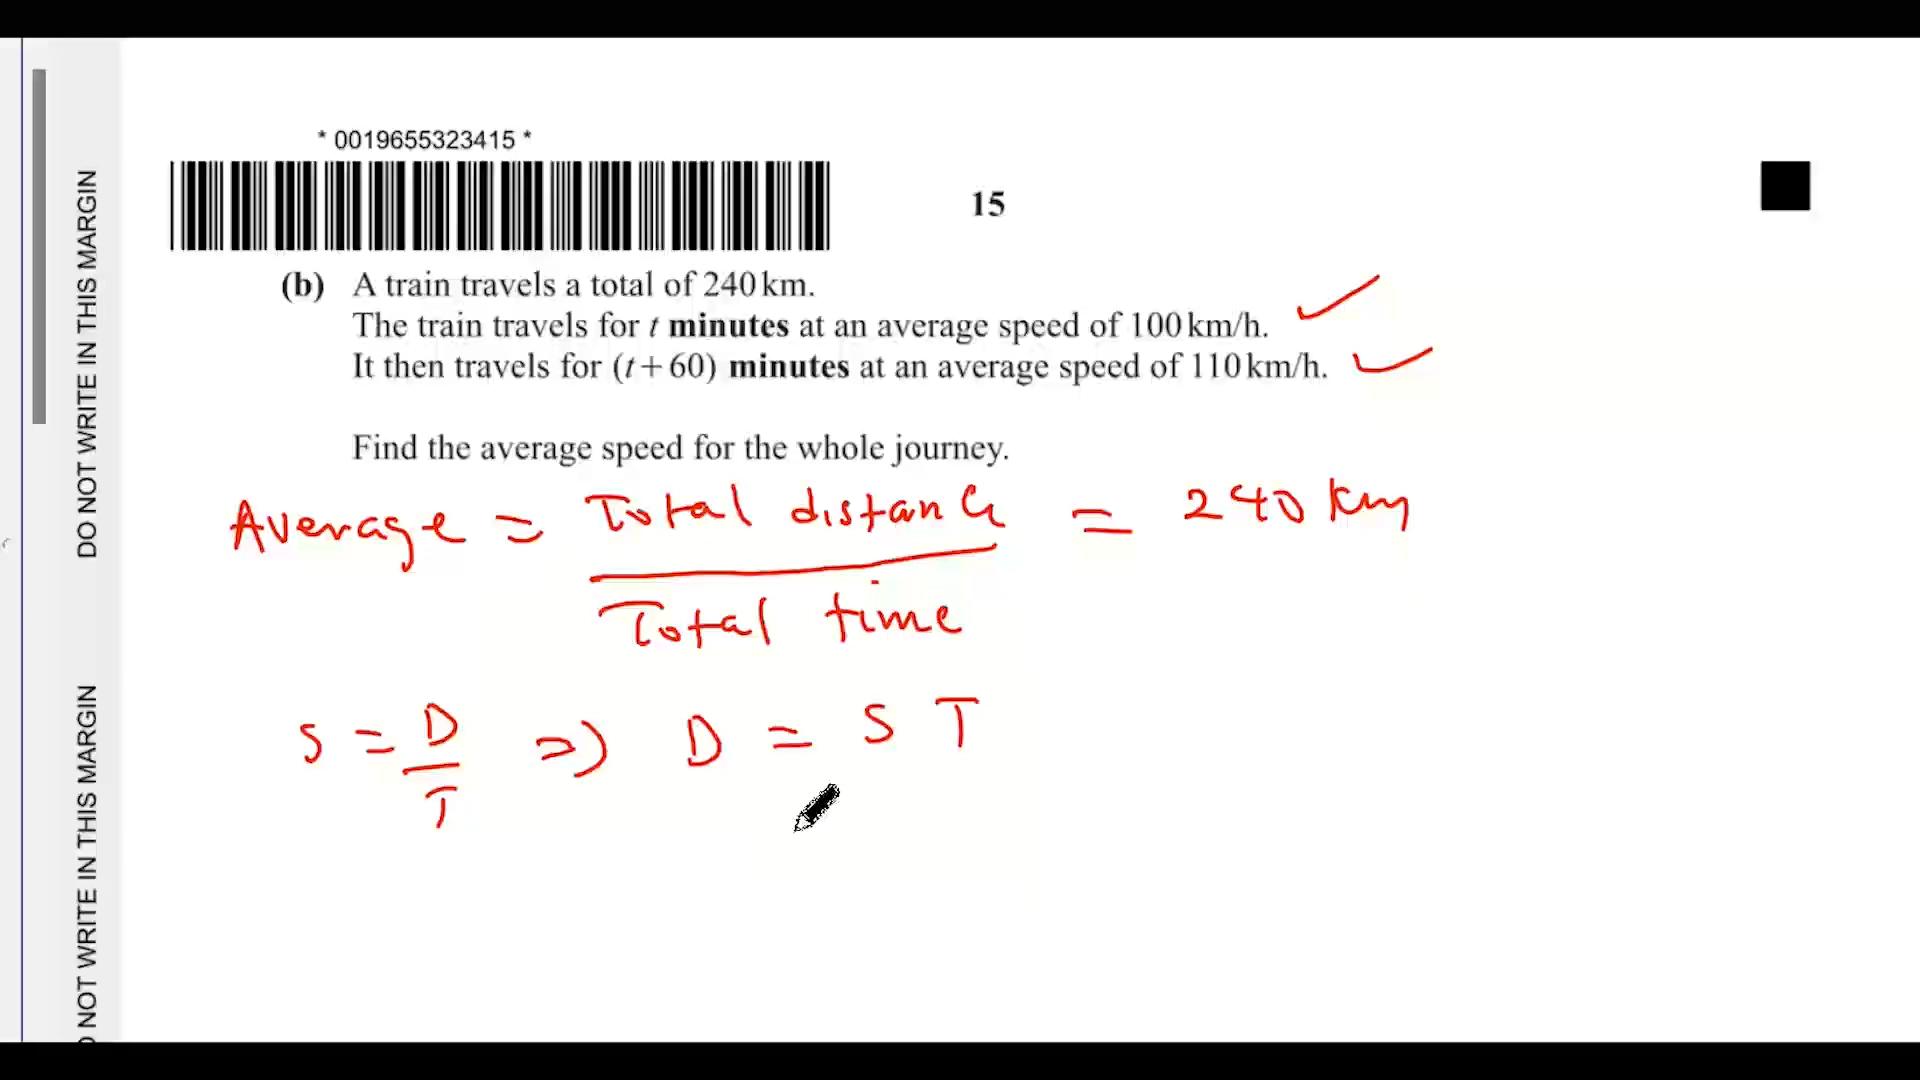 * 0019655323415 *
15
(b) A train travels a total of 240 km.
The train travels for t minutes at an average speed of 100 km/h.
It then travels for (t + 60) minutes at an average speed of 110 km/h.
Find the average speed for the whole journey.
Average = Total distance / Total time = 240 km
S = D / T => D = S T
DO NOT WRITE IN THIS MARGIN
NOT WRITE IN THIS MARGIN